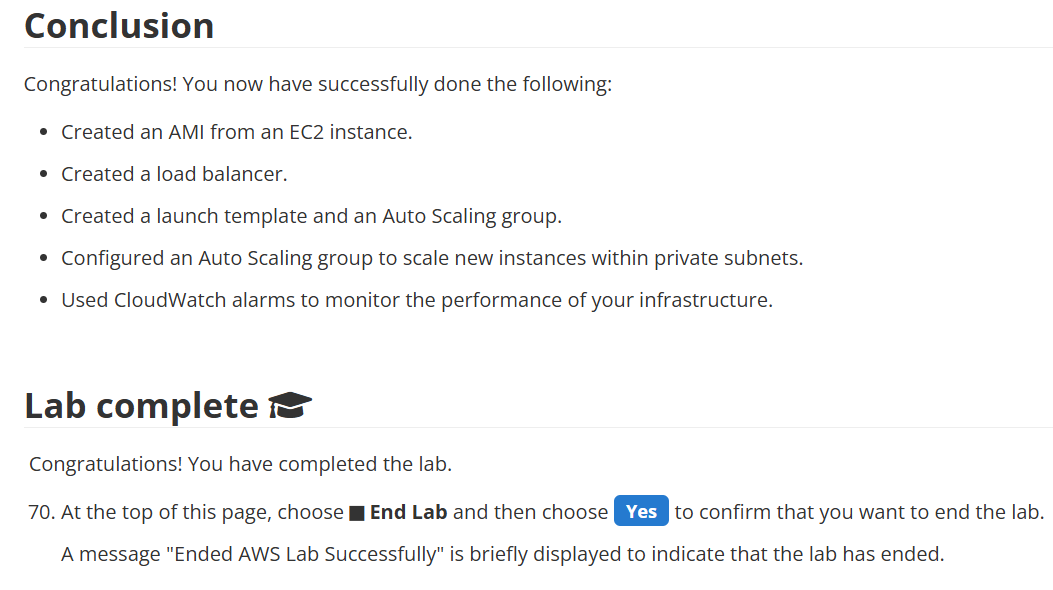 Conclusion
Congratulations! You now have successfully done the following:
• Created an AMI from an EC2 instance.
• Created a load balancer.
• Created a launch template and an Auto Scaling group.
• Configured an Auto Scaling group to scale new instances within private subnets.
• Used CloudWatch alarms to monitor the performance of your infrastructure.
Lab complete
Congratulations! You have completed the lab.
70. At the top of this page, choose ■ End Lab and then choose Yes to confirm that you want to end the lab.
A message "Ended AWS Lab Successfully" is briefly displayed to indicate that the lab has ended.